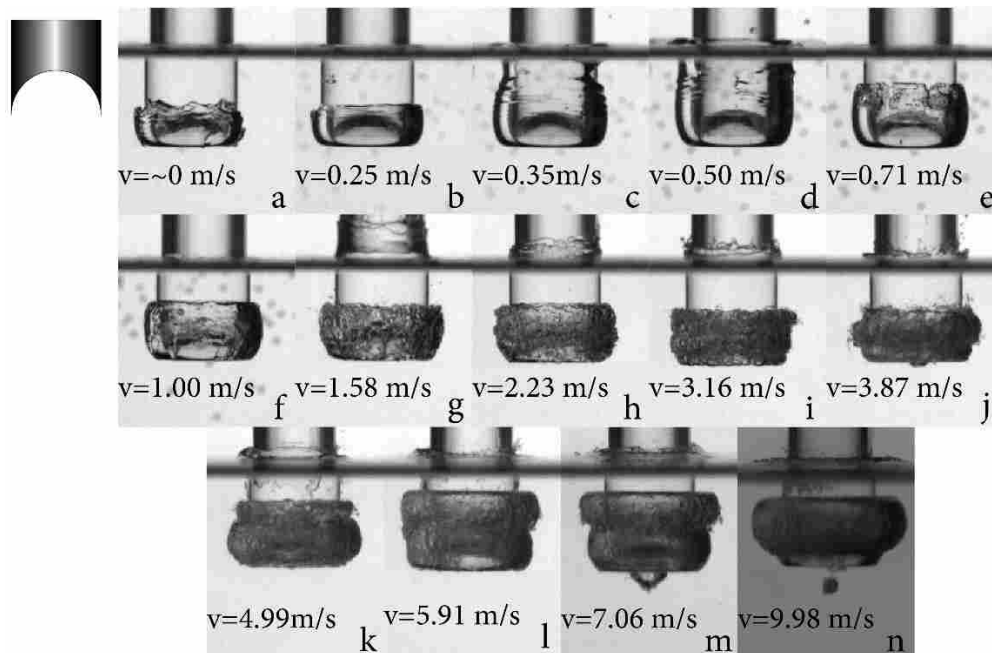 v=~0 m/s a v=0.25 m/s b v=0.35m/s c v=0.50 m/s d v=0.71 m/s e
v=1.00 m/s f v=1.58 m/s g v=2.23 m/s h v=3.16 m/s i v=3.87 m/s j
v=4.99m/s k v=5.91 m/s l v=7.06 m/s m v=9.98 m/s n